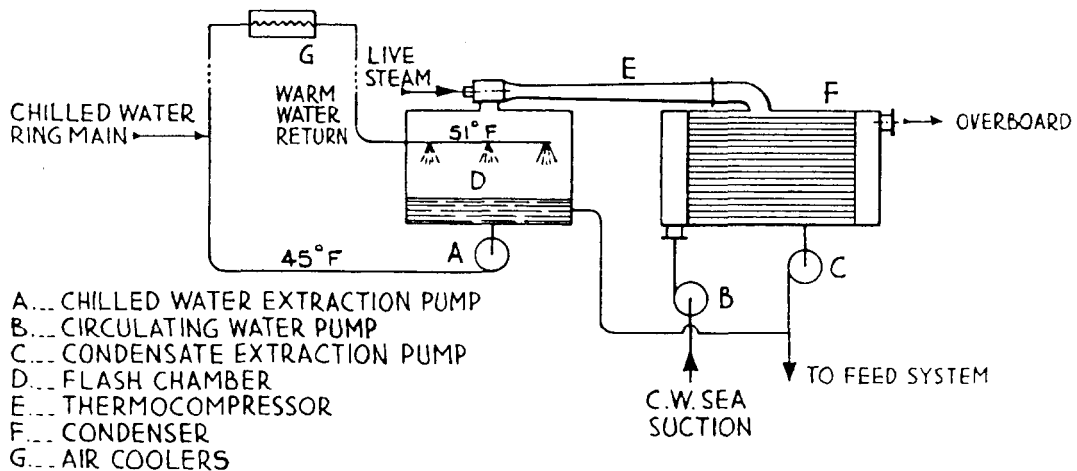 G
LIVE
STEAM
E
F
CHILLED WATER
RING MAIN
WARM
WATER
RETURN
51°F
OVERBOARD
D
45°F
A
B
C
TO FEED SYSTEM
C.W. SEA
SUCTION
A... CHILLED WATER EXTRACTION PUMP
B... CIRCULATING WATER PUMP
C... CONDENSATE EXTRACTION PUMP
D... FLASH CHAMBER
E... THERMOCOMPRESSOR
F... CONDENSER
G... AIR COOLERS